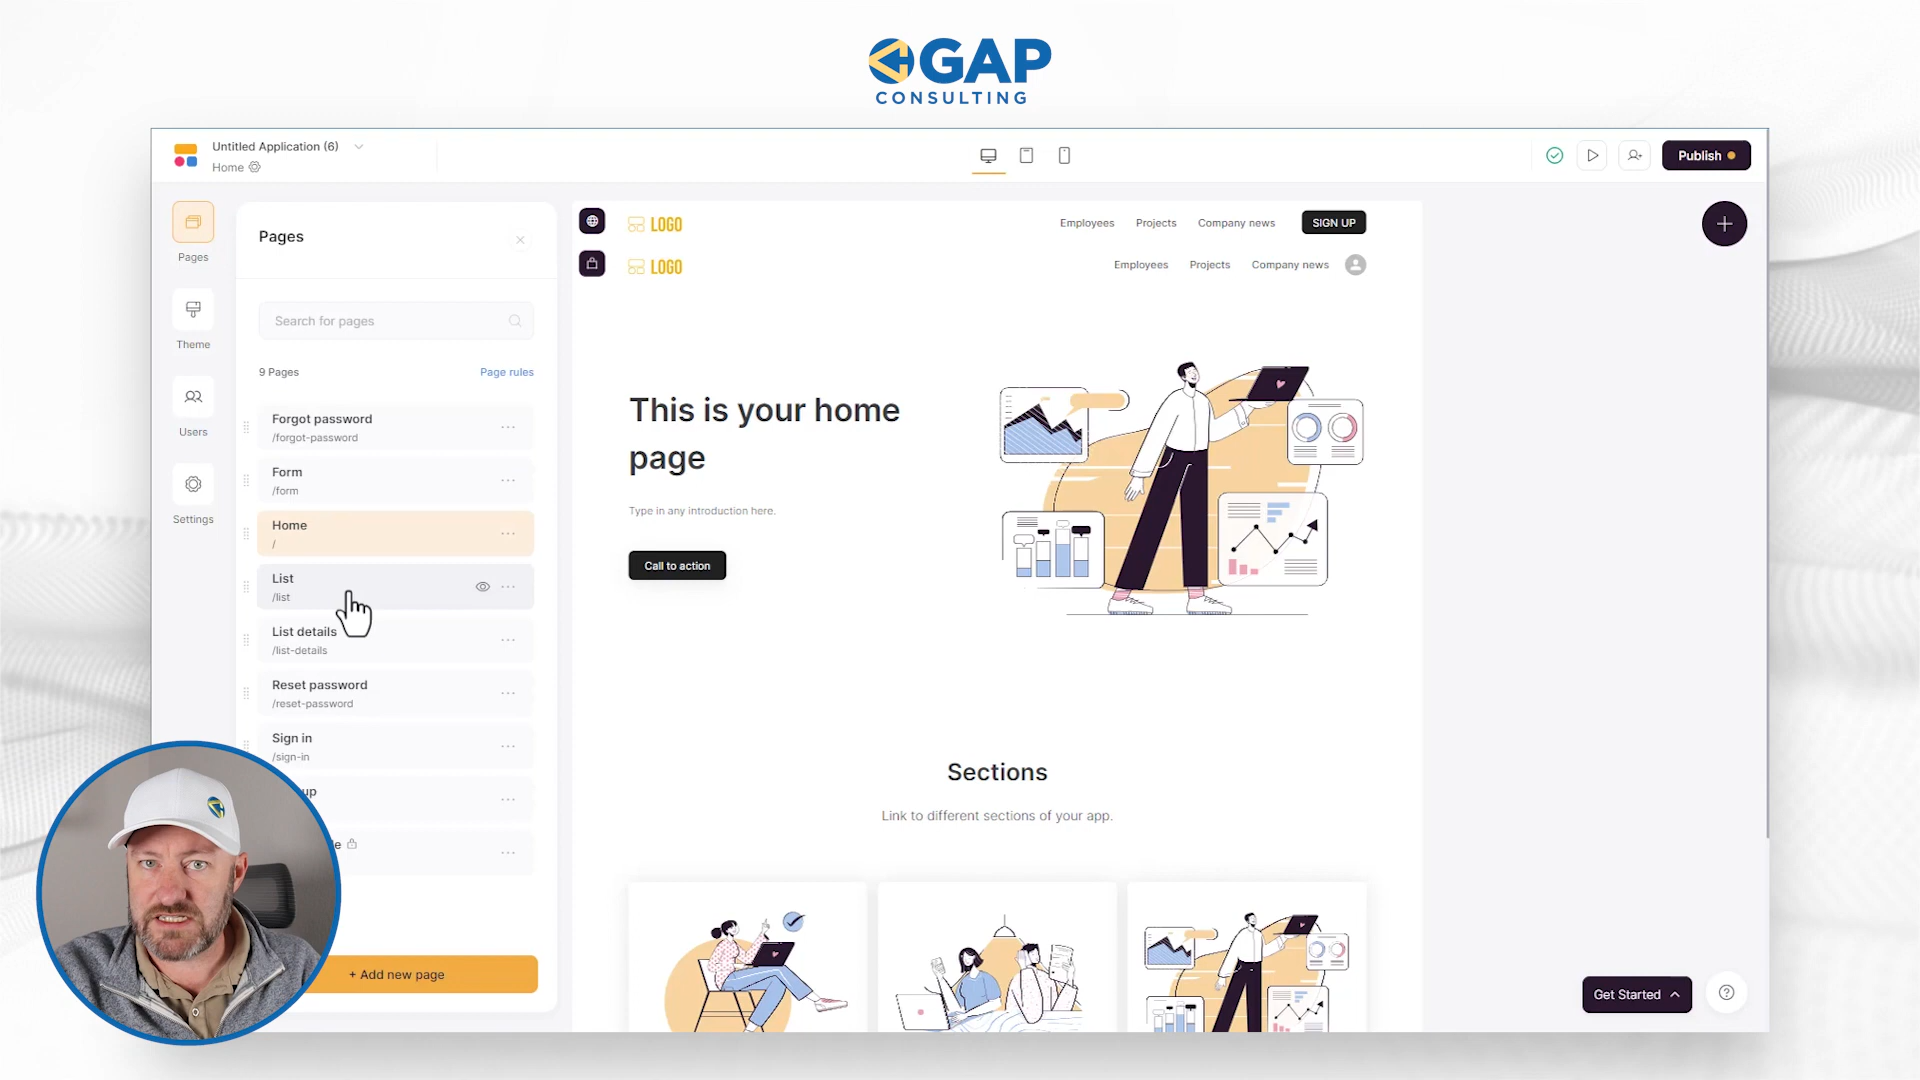 GAP
CONSULTING
Untitled Application (6)
Home
Publish
Pages
Theme
Users
Settings
Pages
Search for pages
9 Pages
Page rules
Forgot password
/forgot-password
Form
/form
Home
/
List
/list
List details
/list-details
Reset password
/reset-password
Sign in
/sign-in
+ Add new page
LOGO
Employees
Projects
Company news
SIGN UP
LOGO
Employees
Projects
Company news
This is your home
page
Type in any introduction here.
Call to action
Sections
Link to different sections of your app.
Get Started